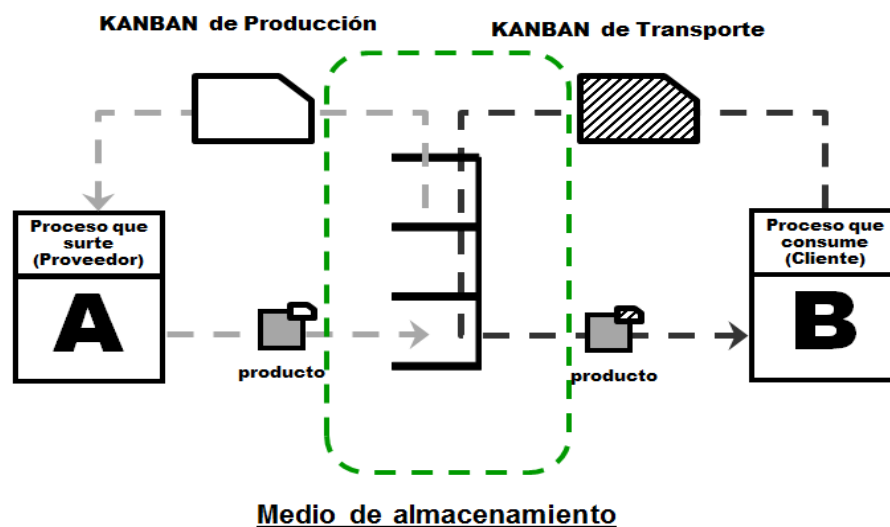 KANBAN de Producción
KANBAN de Transporte
Proceso que
surte
(Proveedor)
A
producto
Proceso que
consume
(Cliente)
B
producto
Medio de almacenamiento